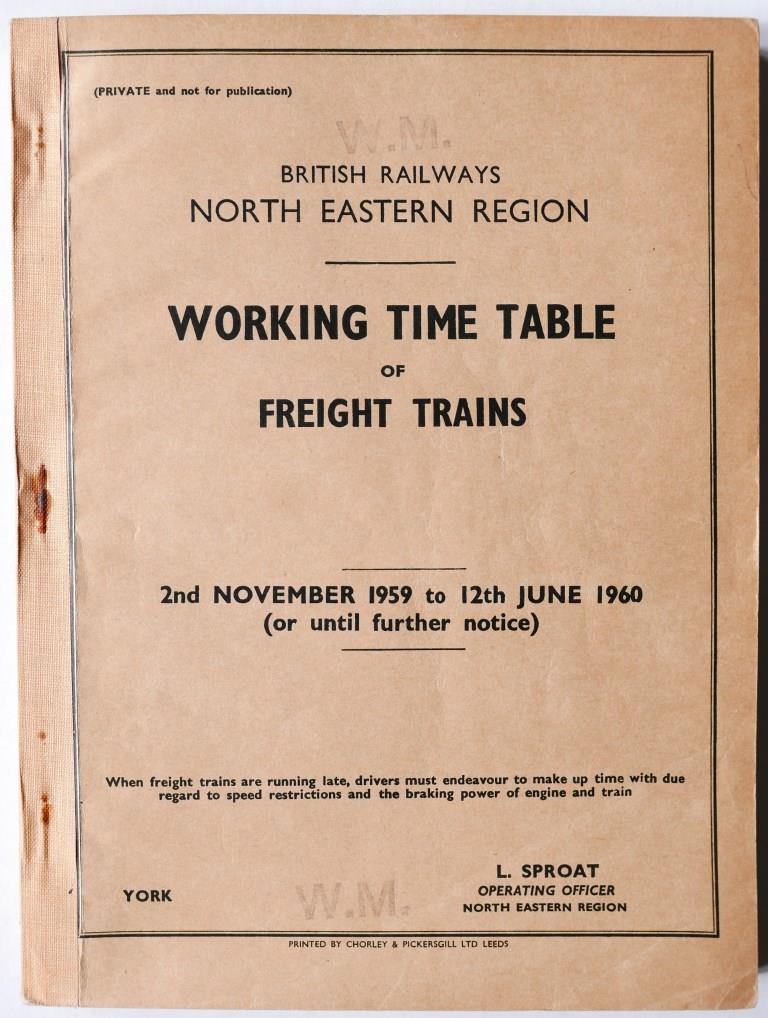 (PRIVATE and not for publication)
W.M.
BRITISH RAILWAYS
NORTH EASTERN REGION
WORKING TIME TABLE
OF
FREIGHT TRAINS
2nd NOVEMBER 1959 to 12th JUNE 1960
(or until further notice)
When freight trains are running late, drivers must endeavour to make up time with due
regard to speed restrictions and the braking power of engine and train
YORK
W.M.
L. SPROAT
OPERATING OFFICER
NORTH EASTERN REGION
PRINTED BY CHORLEY & PICKERSGILL LTD LEEDS